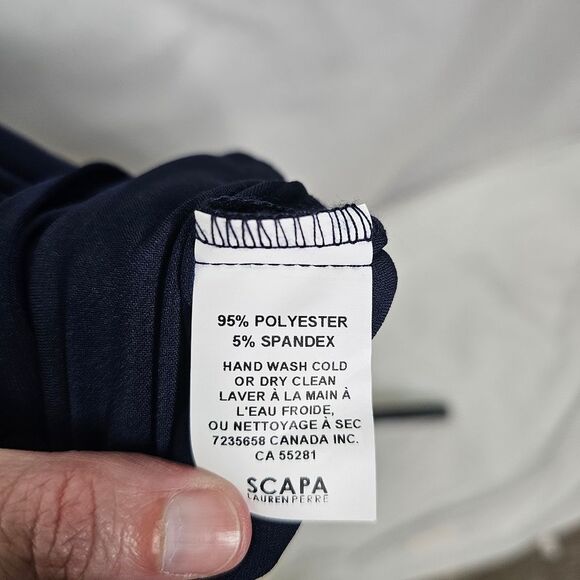 95% POLYESTER
5% SPANDEX
HAND WASH COLD
OR DRY CLEAN
LAVER À LA MAIN À
L'EAU FROIDE,
OU NETTOYAGE À SEC
7235658 CANADA INC.
CA 55281
SCAPA
LAUREN PERRE